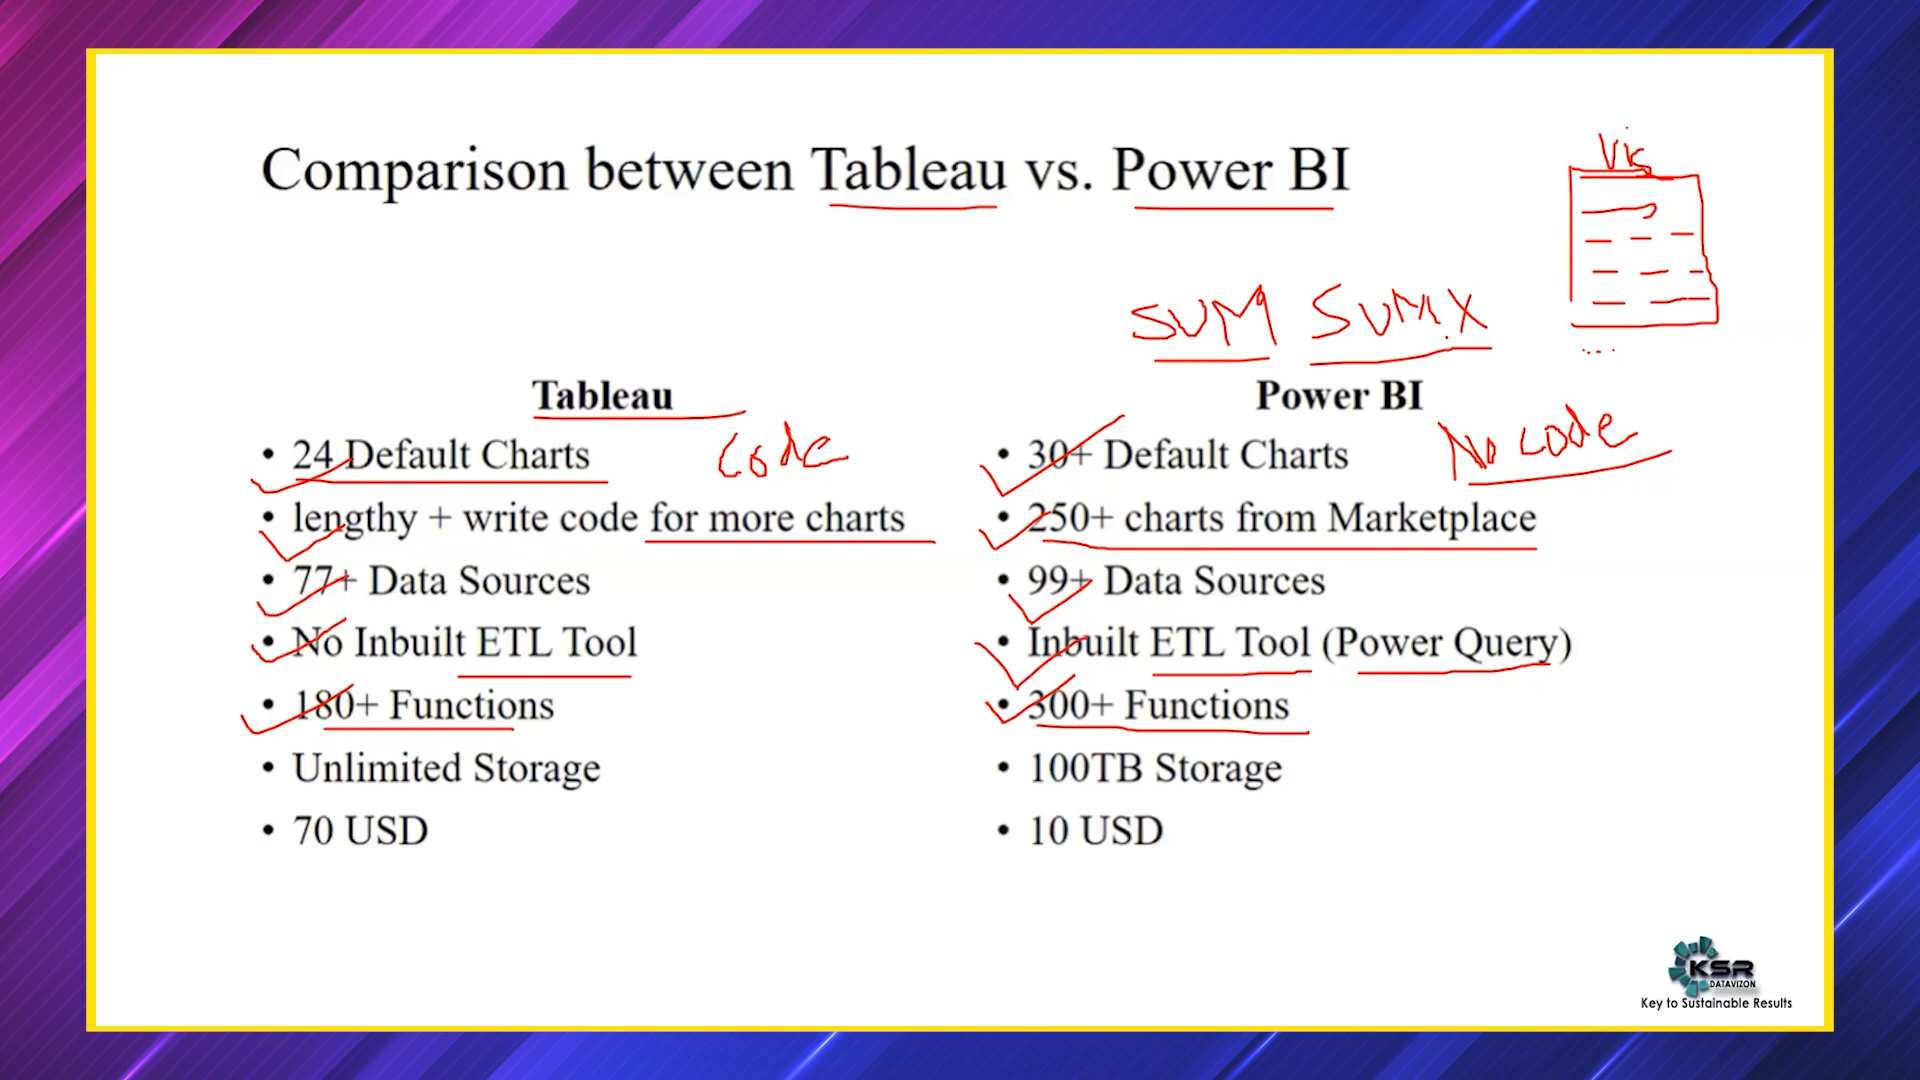 Comparison between Tableau vs. Power BI
Vis
SUM SUMX
Tableau
Code
• 24 Default Charts
• lengthy + write code for more charts
• 77+ Data Sources
• No Inbuilt ETL Tool
• 180+ Functions
• Unlimited Storage
• 70 USD
Power BI
No code
• 30+ Default Charts
• 250+ charts from Marketplace
• 99+ Data Sources
• Inbuilt ETL Tool (Power Query)
• 300+ Functions
• 100TB Storage
• 10 USD
KSR
DATAVIZON
Key to Sustainable Results